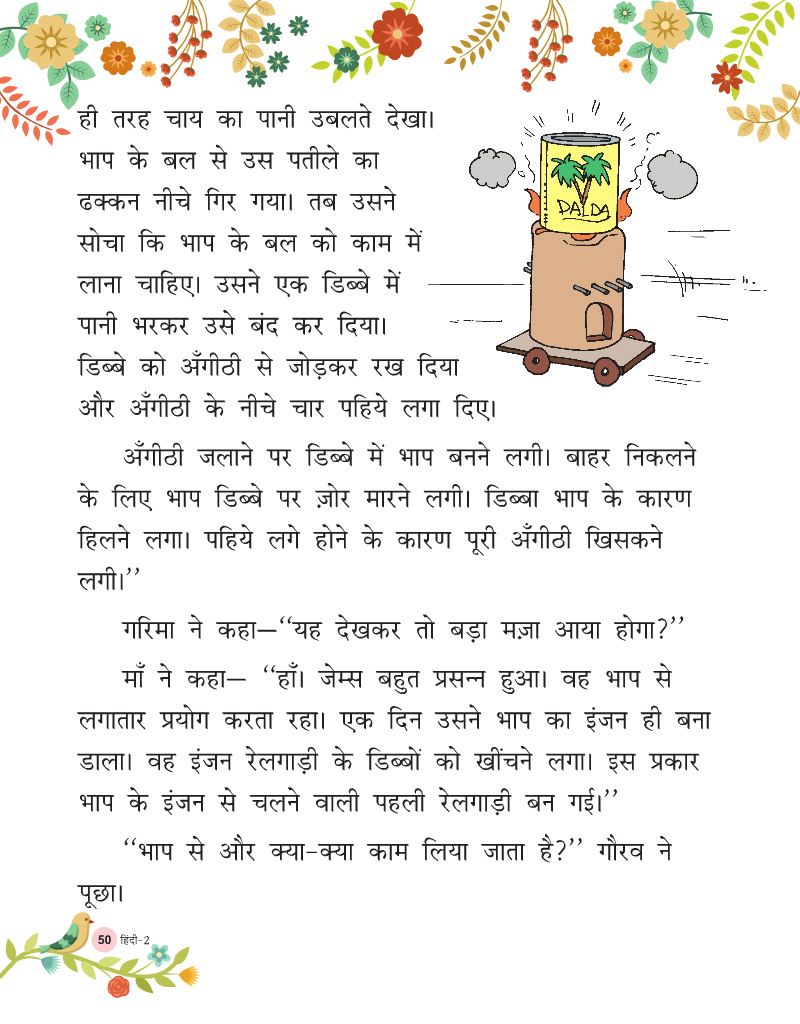 ही तरह चाय का पानी उबलते देखा।
भाप के बल से उस पतीले का
ढक्कन नीचे गिर गया। तब उसने
सोचा कि भाप के बल को काम में
लाना चाहिए। उसने एक डिब्बे में
पानी भरकर उसे बंद कर दिया।
डिब्बे को अँगीठी से जोड़कर रख दिया
और अँगीठी के नीचे चार पहिये लगा दिए।
DALDA
अँगीठी जलाने पर डिब्बे में भाप बनने लगी। बाहर निकलने
के लिए भाप डिब्बे पर ज़ोर मारने लगी। डिब्बा भाप के कारण
हिलने लगा। पहिये लगे होने के कारण पूरी अँगीठी खिसकने
लगी।’’
गरिमा ने कहा—‘‘यह देखकर तो बड़ा मज़ा आया होगा?’’
माँ ने कहा— ‘‘हाँ। जेम्स बहुत प्रसन्न हुआ। वह भाप से
लगातार प्रयोग करता रहा। एक दिन उसने भाप का इंजन ही बना
डाला। वह इंजन रेलगाड़ी के डिब्बों को खींचने लगा। इस प्रकार
भाप के इंजन से चलने वाली पहली रेलगाड़ी बन गई।’’
‘‘भाप से और क्या-क्या काम लिया जाता है?’’ गौरव ने
पूछा।
50 हिंदी-2